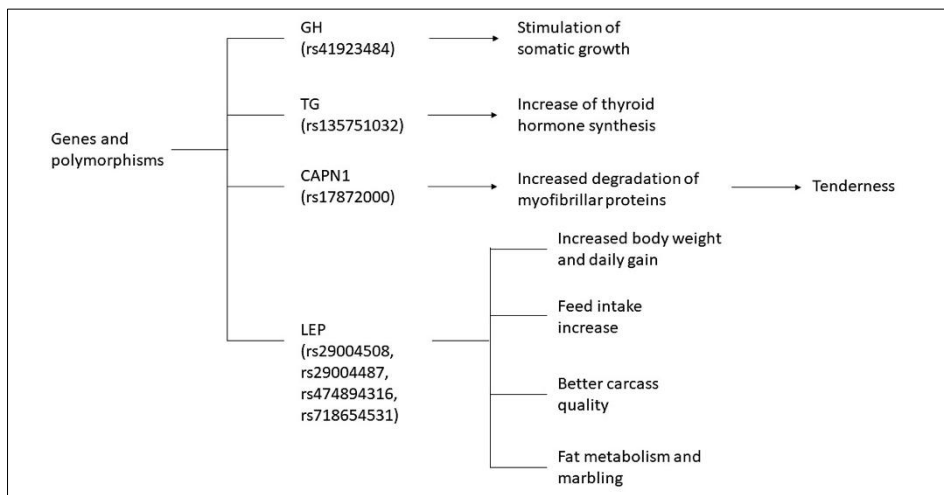 Genes and
polymorphisms
GH
(rs41923484)
Stimulation of
somatic growth
TG
(rs135751032)
Increase of thyroid
hormone synthesis
CAPN1
(rs17872000)
Increased degradation of
myofibrillar proteins
Tenderness
LEP
(rs29004508,
rs29004487,
rs474894316,
rs718654531)
Increased body weight
and daily gain
Feed intake
increase
Better carcass
quality
Fat metabolism and
marbling